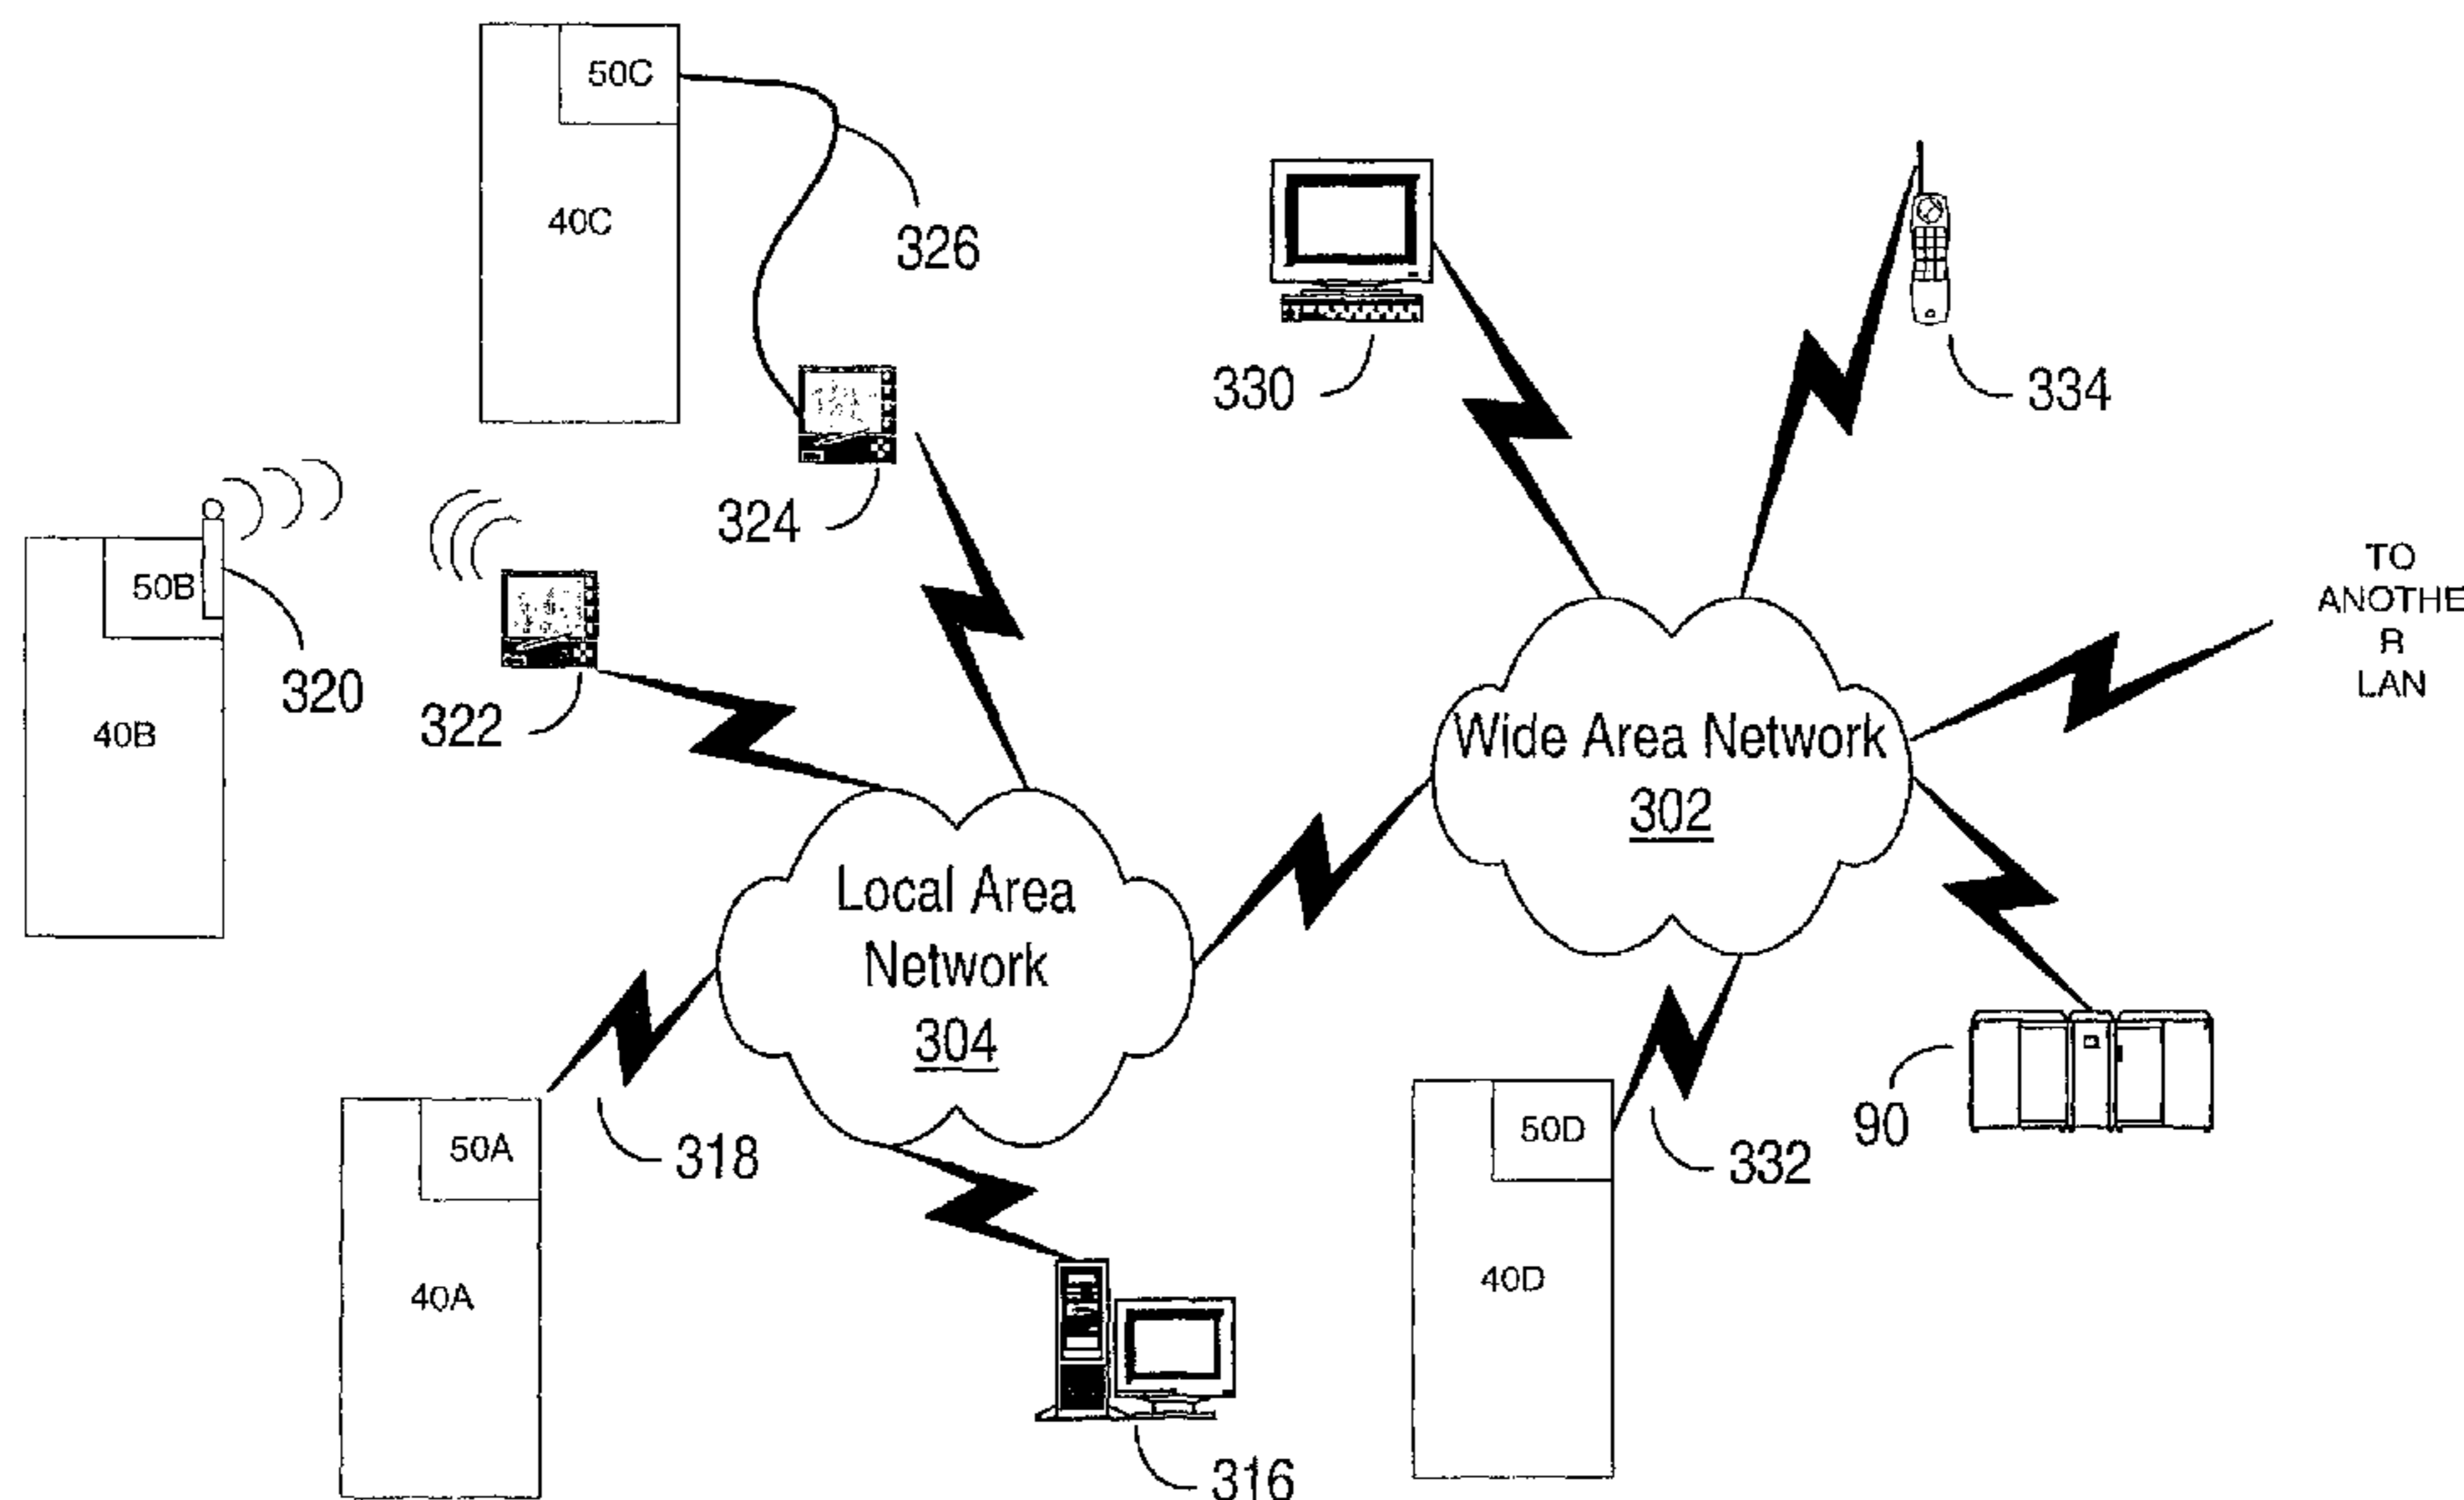 50C
40C
326
330
334
324
50B
320
322
40B
TO
ANOTHE
R
LAN
Wide Area Network
302
Local Area
Network
304
50A
318
40A
50D
332
90
40D
316